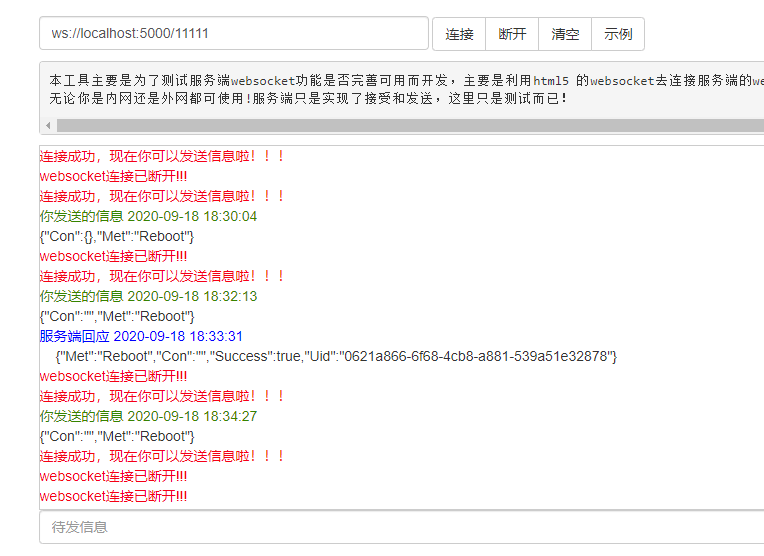 ws://localhost:5000/11111
连接 断开 清空 示例
本工具主要是为了测试服务端websocket功能是否完善可用而开发，主要是利用html5 的websocket去连接服务端的we
无论你是内网还是外网都可使用!服务端只是实现了接受和发送，这里只是测试而已!
连接成功，现在你可以发送信息啦！！！
websocket连接已断开!!!
连接成功，现在你可以发送信息啦！！！
你发送的信息 2020-09-18 18:30:04
{"Con":{},"Met":"Reboot"}
websocket连接已断开!!!
连接成功，现在你可以发送信息啦！！！
你发送的信息 2020-09-18 18:32:13
{"Con":"","Met":"Reboot"}
服务端回应 2020-09-18 18:33:31
{"Met":"Reboot","Con":"","Success":true,"Uid":"0621a866-6f68-4cb8-a881-539a51e32878"}
websocket连接已断开!!!
连接成功，现在你可以发送信息啦！！！
你发送的信息 2020-09-18 18:34:27
{"Con":"","Met":"Reboot"}
连接成功，现在你可以发送信息啦！！！
websocket连接已断开!!!
websocket连接已断开!!!
待发信息